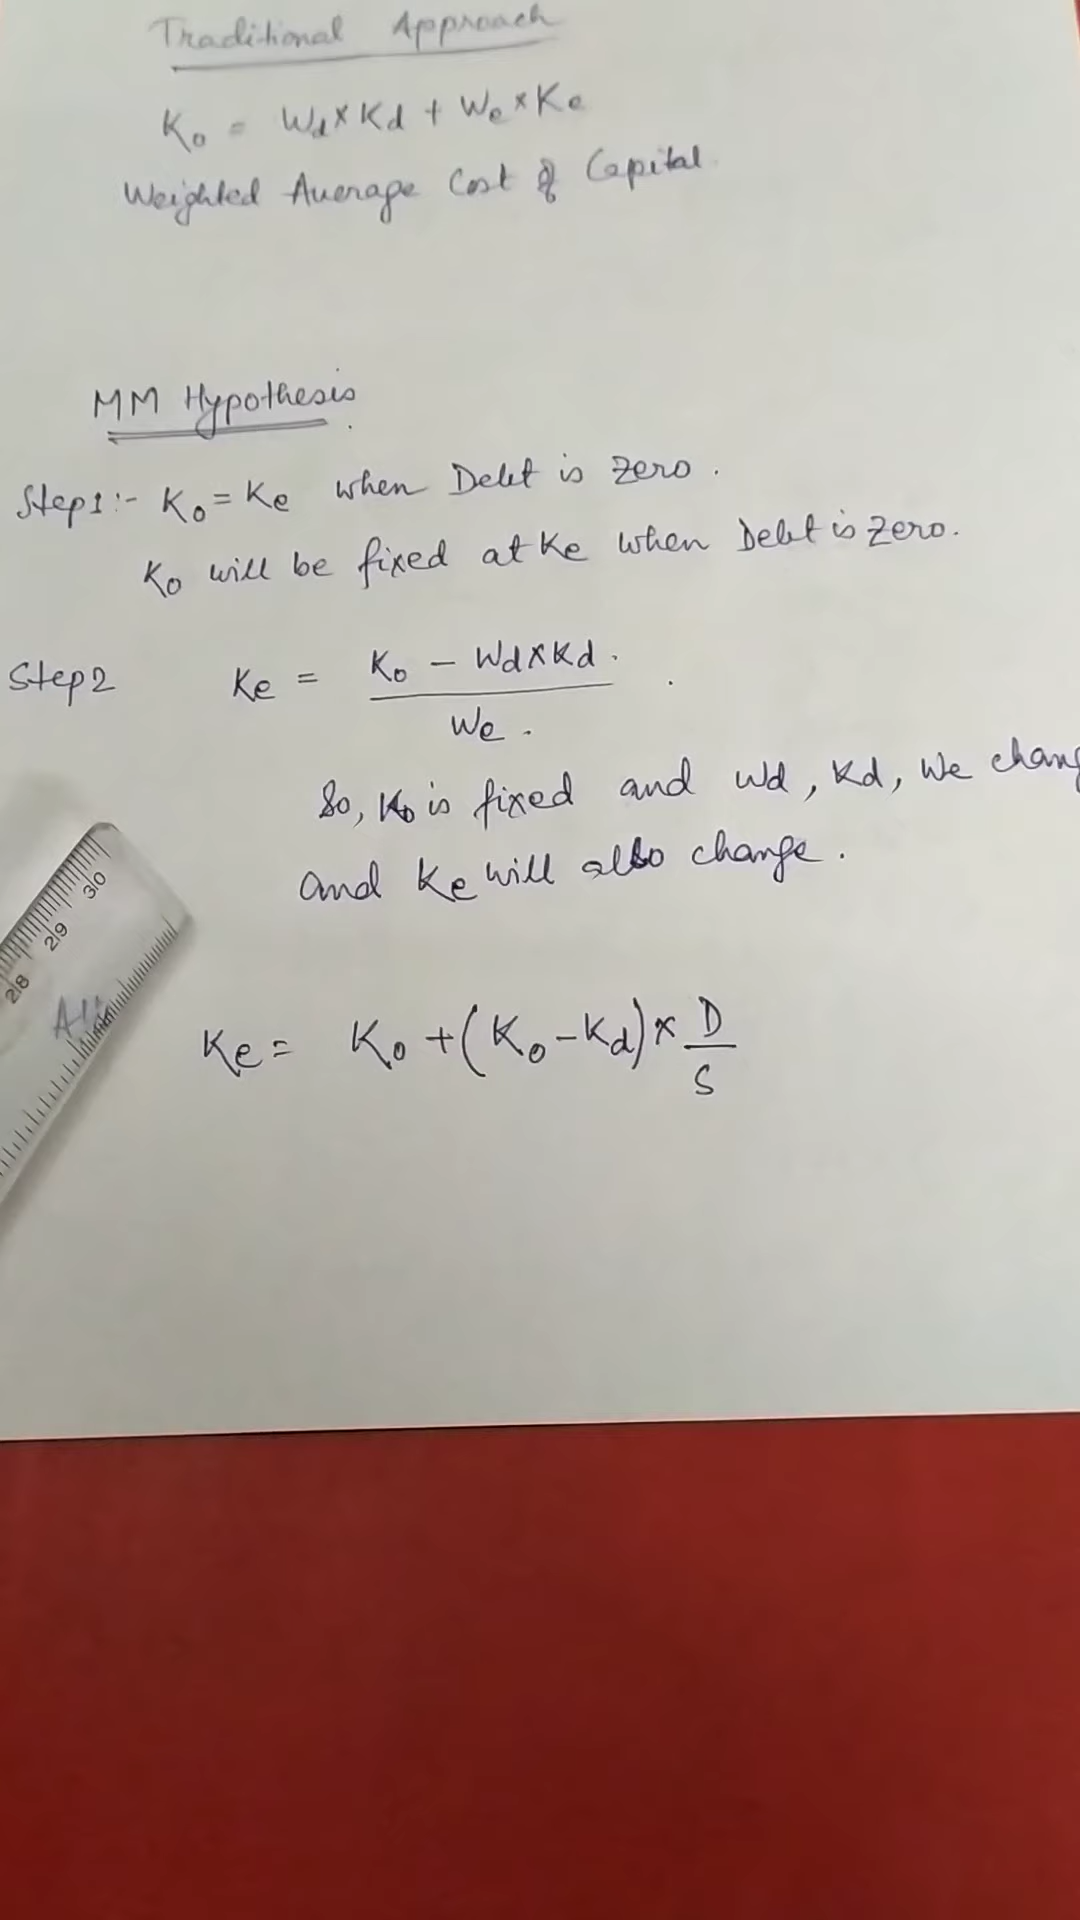 Traditional Approach
Ko = Wd x Kd + We x Ke
Weighted Average Cost of Capital.
MM Hypothesis.
Step1:- Ko = Ke when Debt is zero.
Ko will be fixed at Ke when Debt is zero.
Step2 Ke = Ko - Wd x Kd.
We.
So, Ko is fixed and Wd, Kd, We chang
and Ke will also change.
30
29
28
Ke = Ko + (Ko - Kd) x D
S